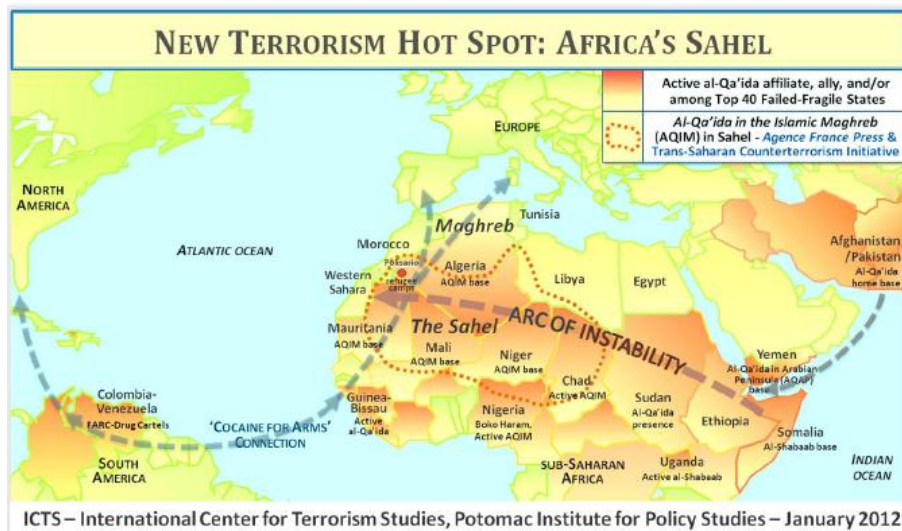 NEW TERRORISM HOT SPOT: AFRICA'S SAHEL
Active al-Qa'ida affiliate, ally, and/or
among Top 40 Failed-Fragile States
Al-Qa'ida in the Islamic Maghreb
(AQIM) in Sahel - Agence France Press &
Trans-Saharan Counterterrorism Initiative
EUROPE
NORTH
AMERICA
ATLANTIC OCEAN
Maghreb
Tunisia
Morocco
Polisario
refugee
camps
Algeria
AQIM base
Western
Sahara
Libya
Egypt
Afghanistan
/Pakistan
Al-Qa'ida
home base
ARC OF INSTABILITY
The Sahel
Mauritania
AQIM base
Mali
AQIM base
Niger
AQIM base
Chad
Active AQIM
Yemen
Al-Qa'ida in Arabian
Peninsula (AQAP)
base
Colombia-
Venezuela
FARC-Drug Cartels
Guinea-
Bissau
Active
al-Qa'ida
Nigeria
Boko Haram,
Active AQIM
Sudan
Al-Qa'ida
presence
Ethiopia
Somalia
Al-Shabaab base
'COCAINE FOR ARMS'
CONNECTION
SOUTH
AMERICA
SUB-SAHARAN
AFRICA
Uganda
Active al-Shabaab
INDIAN
OCEAN
ICTS – International Center for Terrorism Studies, Potomac Institute for Policy Studies – January 2012